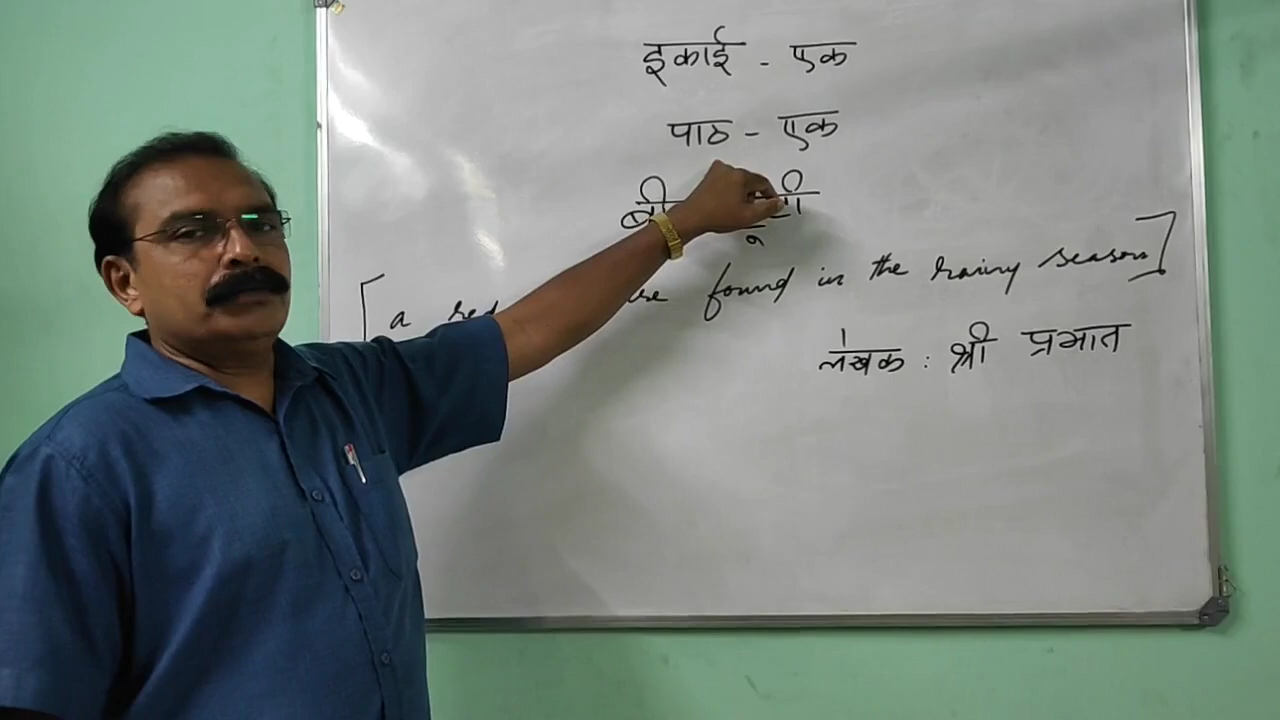 इकाई - एक
पाठ - एक
a found in the rainy season]
लेखक : श्री प्रभात